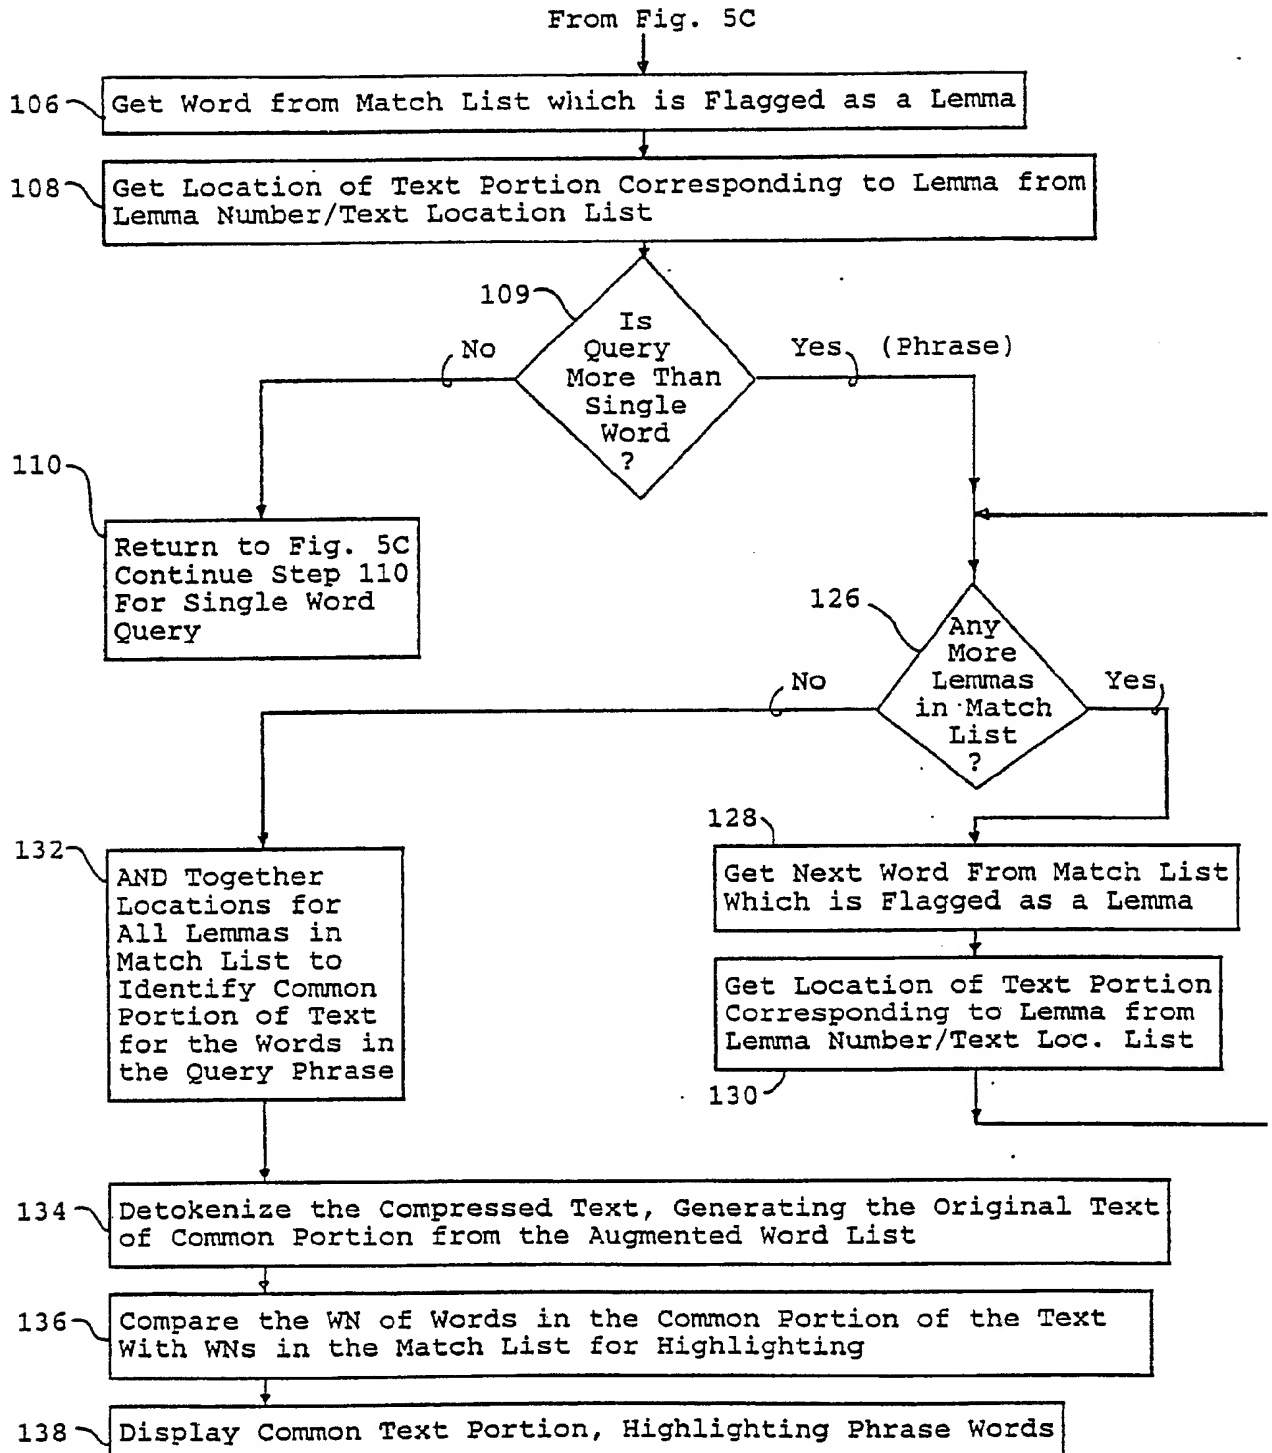 From Fig. 5C
106
Get Word from Match List which is Flagged as a Lemma
108
Get Location of Text Portion Corresponding to Lemma from
Lemma Number/Text Location List
109
Is
Query
More Than
Single
Word
?
No
Yes (Phrase)
110
Return to Fig. 5C
Continue Step 110
For Single Word
Query
126
Any
More
Lemmas
in Match
List
?
No
Yes
128
Get Next Word From Match List
Which is Flagged as a Lemma
Get Location of Text Portion
Corresponding to Lemma from
Lemma Number/Text Loc. List
130
132
AND Together
Locations for
All Lemmas in
Match List to
Identify Common
Portion of Text
for the Words in
the Query Phrase
134
Detokenize the Compressed Text, Generating the Original Text
of Common Portion from the Augmented Word List
136
Compare the WN of Words in the Common Portion of the Text
With WNs in the Match List for Highlighting
138
Display Common Text Portion, Highlighting Phrase Words